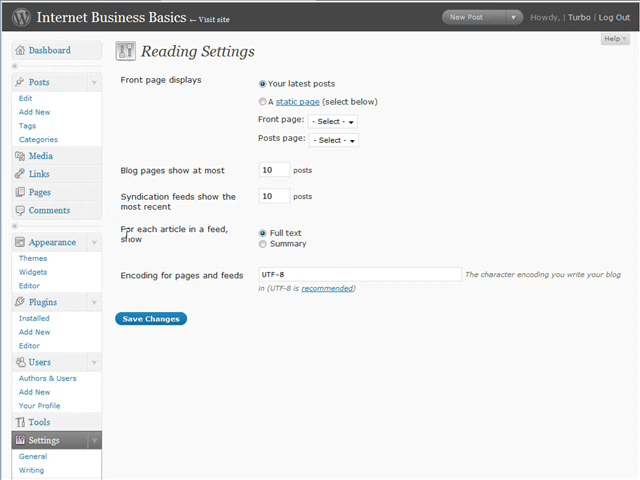 Internet Business Basics ← Visit site
New Post
Howdy, | Turbo | Log Out
Help
Dashboard
Posts
Edit
Add New
Tags
Categories
Media
Links
Pages
Comments
Appearance
Themes
Widgets
Editor
Plugins
Installed
Add New
Editor
Users
Authors & Users
Add New
Your Profile
Tools
Settings
General
Writing
Reading Settings
Front page displays
Your latest posts
A static page (select below)
Front page: - Select -
Posts page: - Select -
Blog pages show at most 10 posts
Syndication feeds show the
most recent
10 posts
For each article in a feed,
show
Full text
Summary
Encoding for pages and feeds
UTF-8 The character encoding you write your blog
in (UTF-8 is recommended)
Save Changes